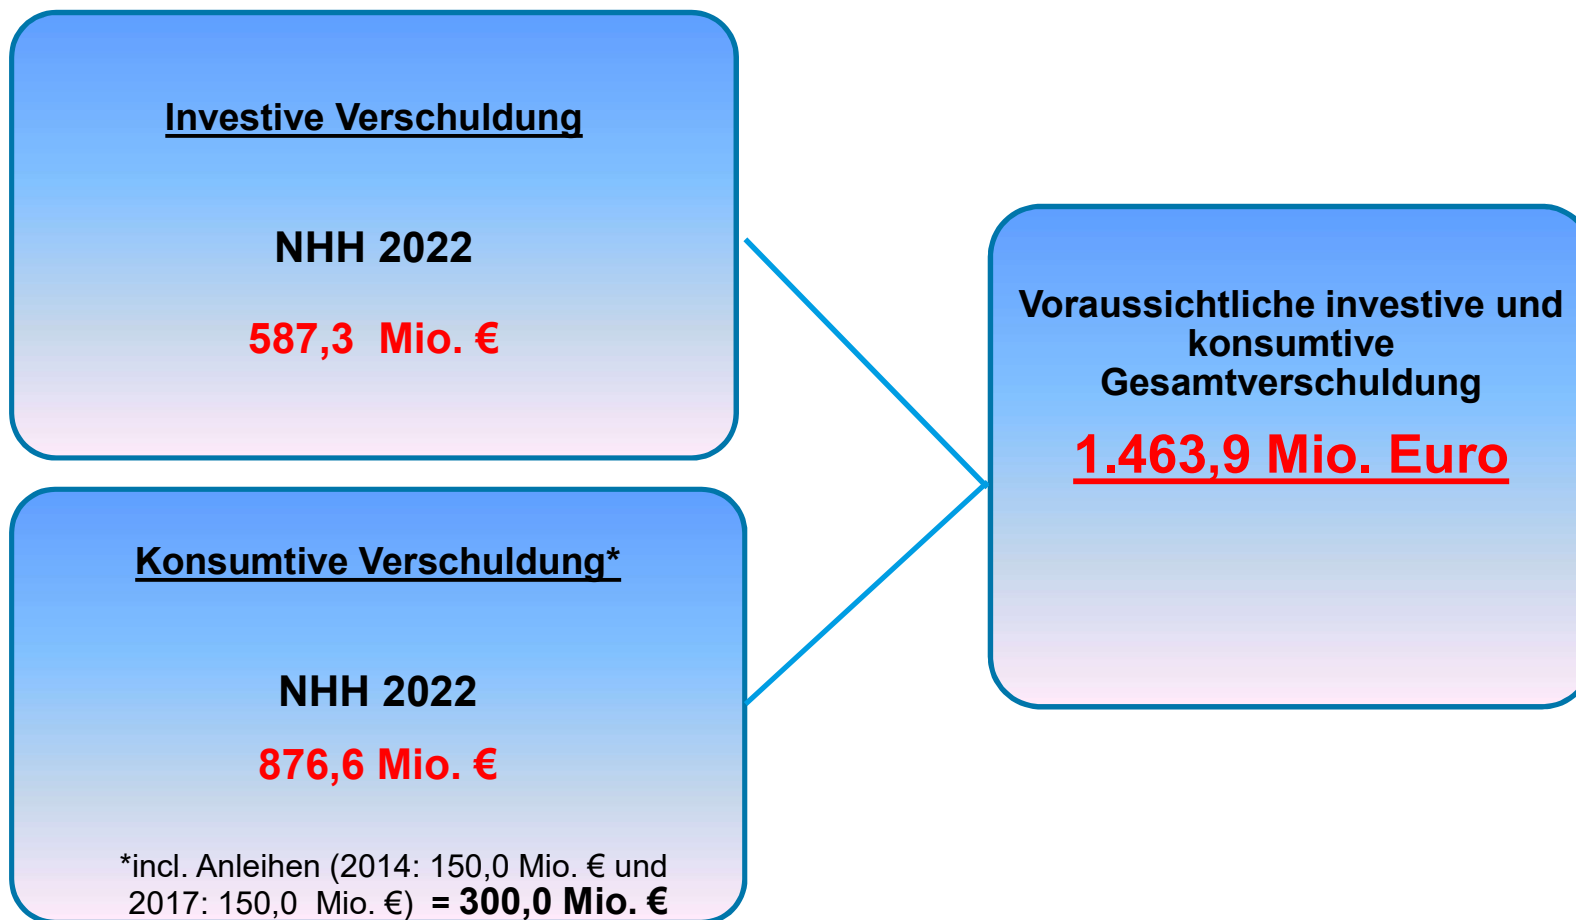 Investive Verschuldung
NHH 2022
587,3  Mio. €
Konsumtive Verschuldung*
NHH 2022
876,6 Mio. €
*incl. Anleihen (2014: 150,0 Mio. € und
2017: 150,0  Mio. €)  = 300,0 Mio. €
Voraussichtliche investive und
konsumtive
Gesamtverschuldung
1.463,9 Mio. Euro